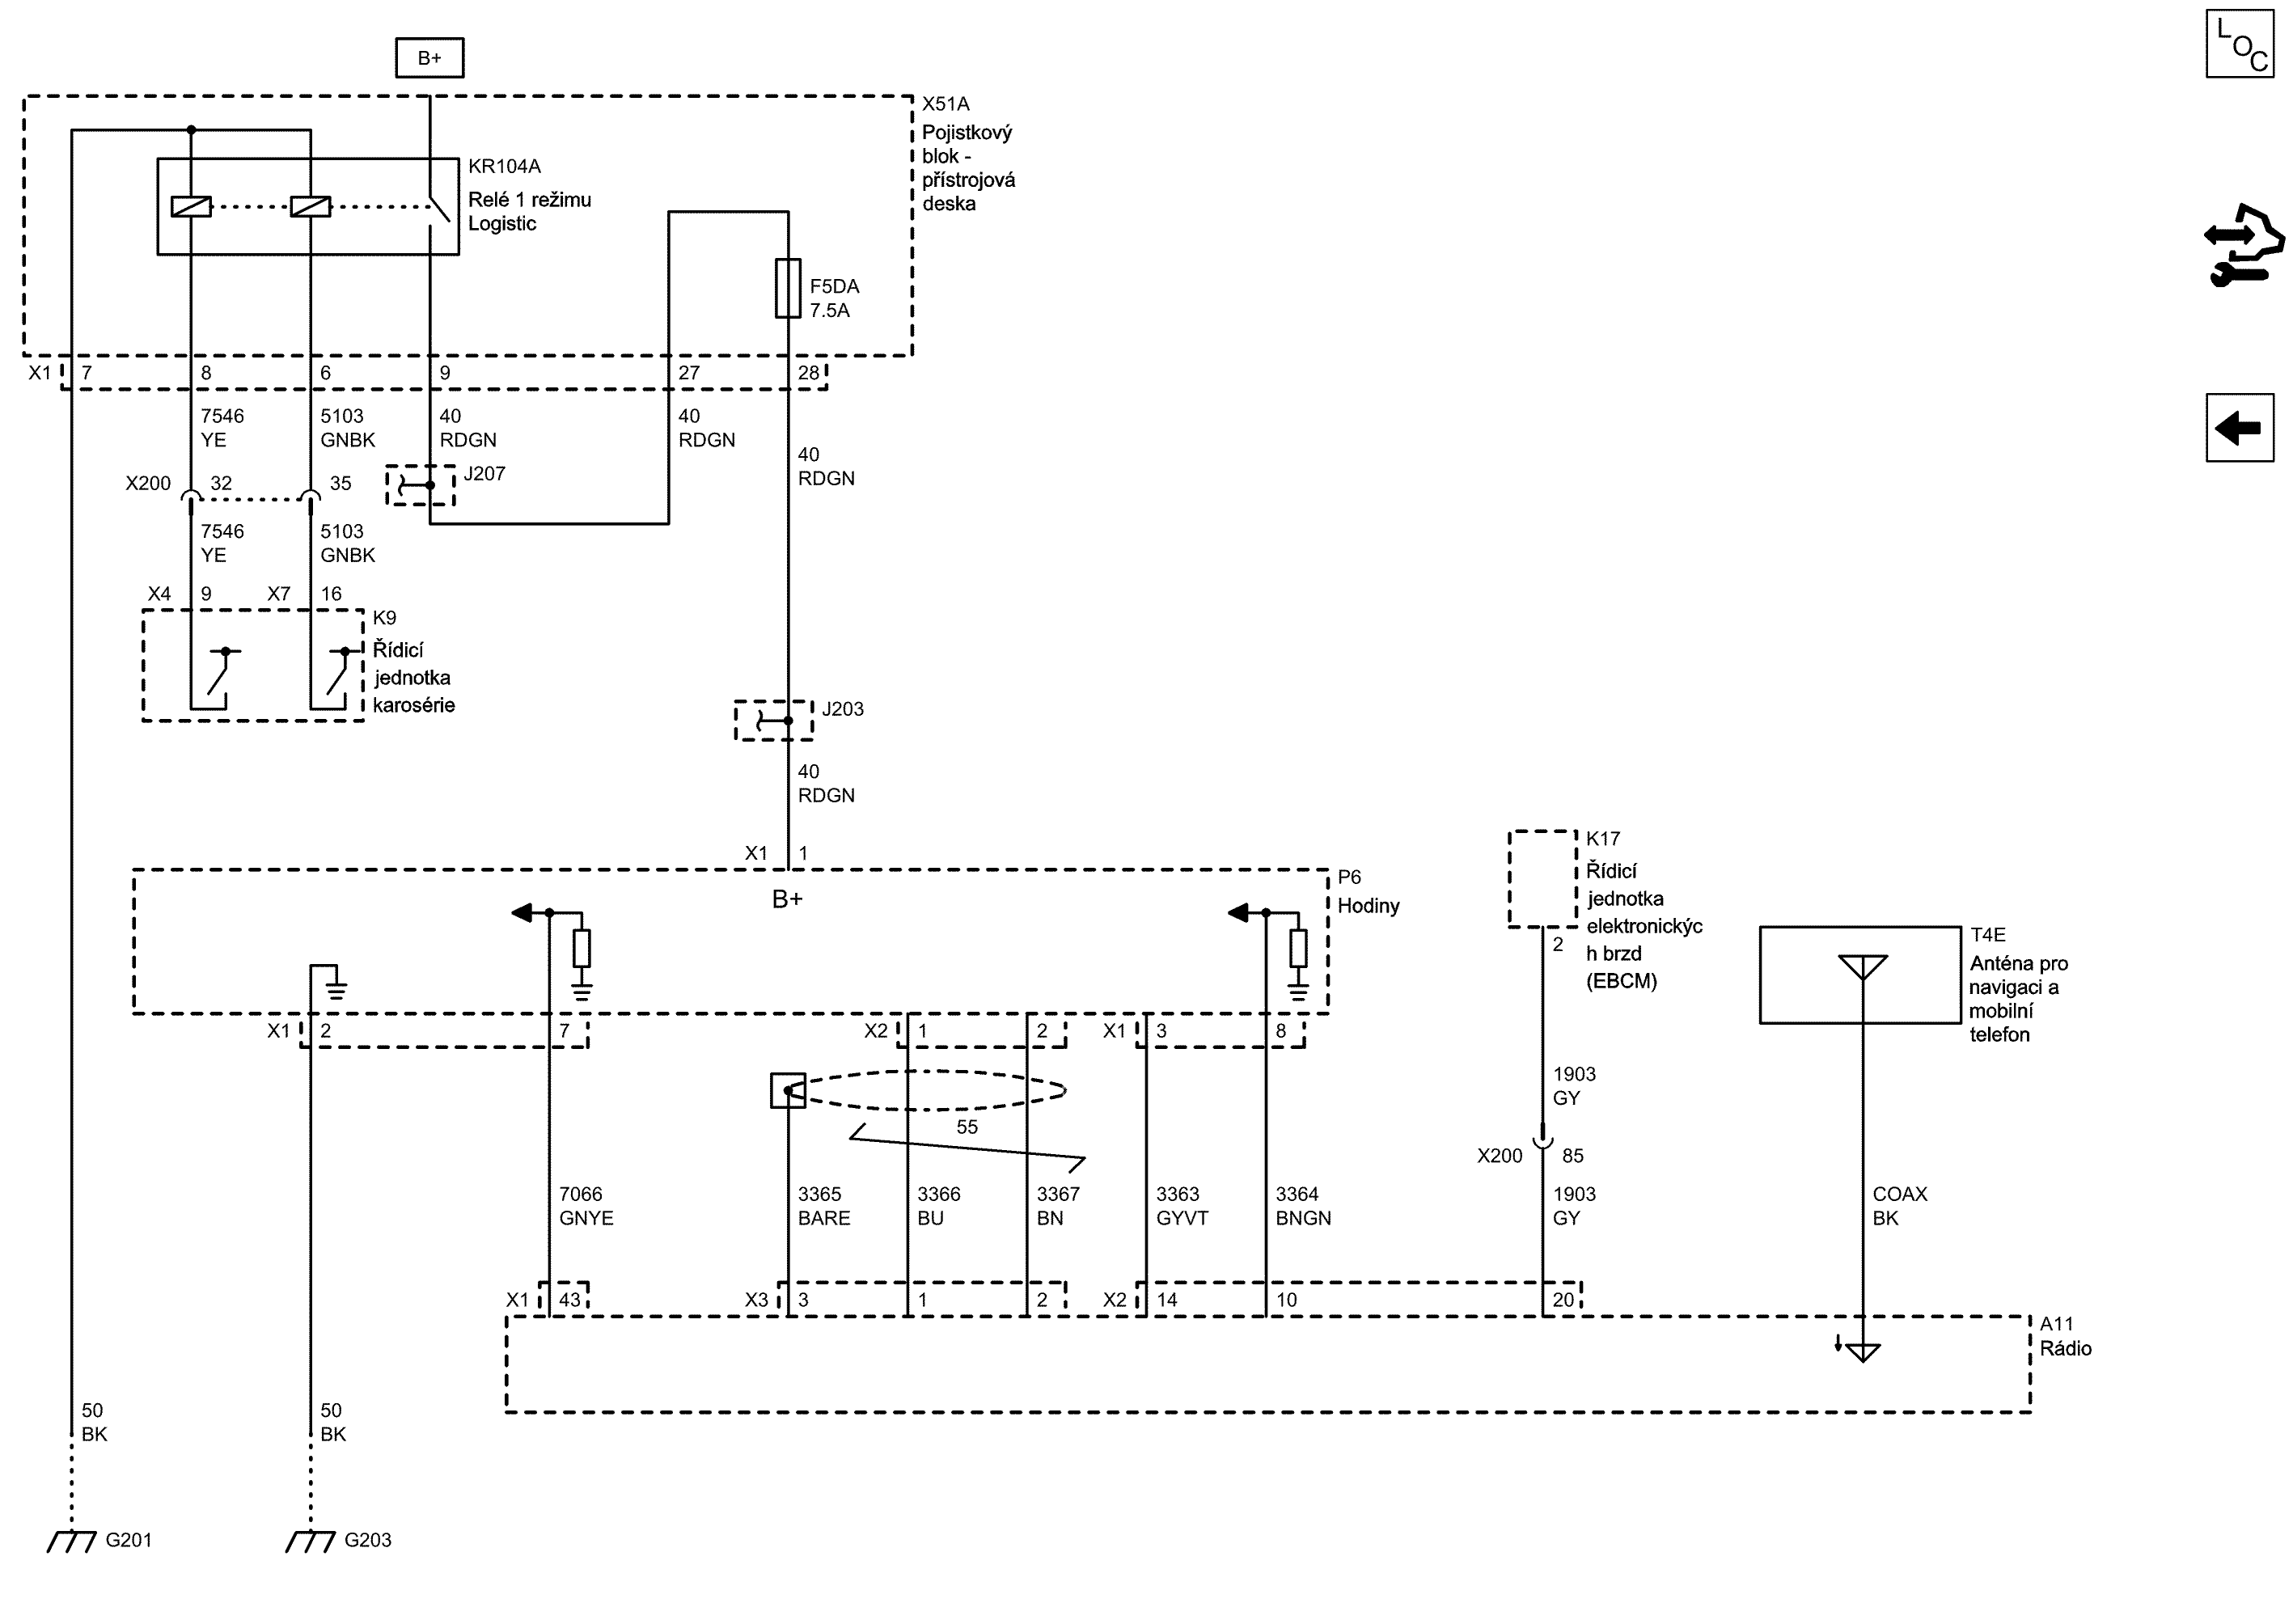 B+
LOC
X51A
Pojistkový
blok -
přístrojová
deska
KR104A
Relé 1 režimu
Logistic
F5DA
7.5A
X1 7 8 6 9 27 28
7546
YE
5103
GNBK
40
RDGN
40
RDGN
40
RDGN
J207
X200 32 35
7546
YE
5103
GNBK
X4 9 X7 16
K9
Řídicí
jednotka
karosérie
J203
40
RDGN
X1 1
B+
P6
Hodiny
K17
Řídicí
jednotka
elektronickýc
h brzd
(EBCM)
2
T4E
Anténa pro
navigaci a
mobilní
telefon
X1 2 7 X2 1 2 X1 3 8
55
1903
GY
X200 85
7066
GNYE
3365
BARE
3366
BU
3367
BN
3363
GYVT
3364
BNGN
1903
GY
COAX
BK
X1 43 X3 3 1 2 X2 14 10 20
A11
Rádio
50
BK
50
BK
G201
G203